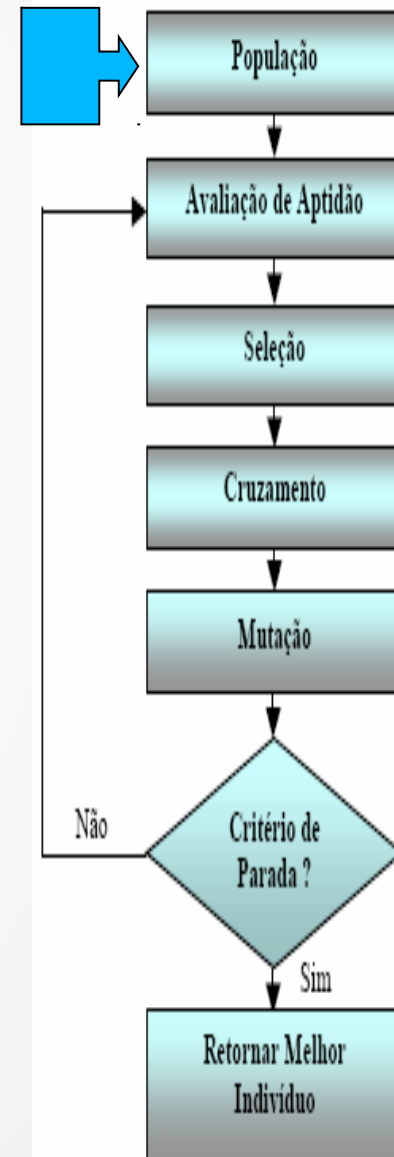 População
Avaliação de Aptidão
Seleção
Cruzamento
Mutação
Critério de
Parada ?
Não
Sim
Retornar Melhor
Indivíduo